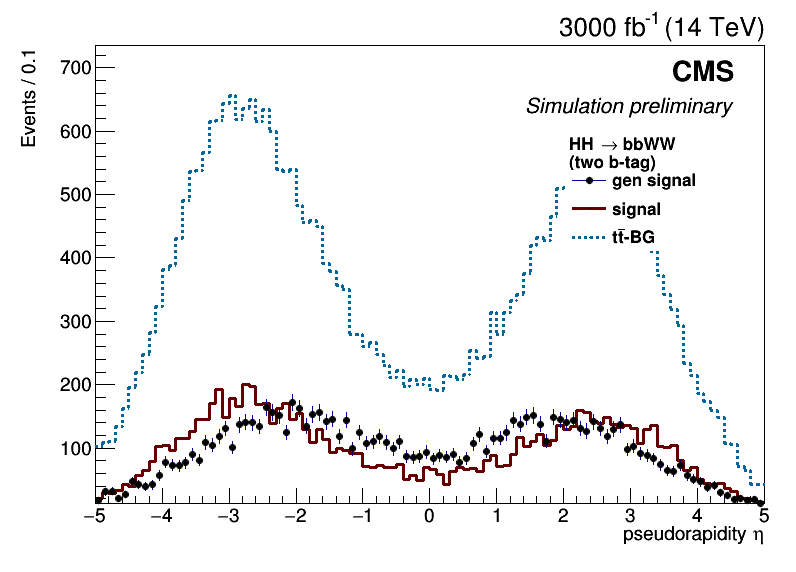 3000 fb⁻¹ (14 TeV)
Events / 0.1
CMS
Simulation preliminary
HH → bbWW
(two b-tag)
gen signal
signal
tt̄-BG
700
600
500
400
300
200
100
−5 −4 −3 −2 −1 0 1 2 3 4 5
pseudorapidity η